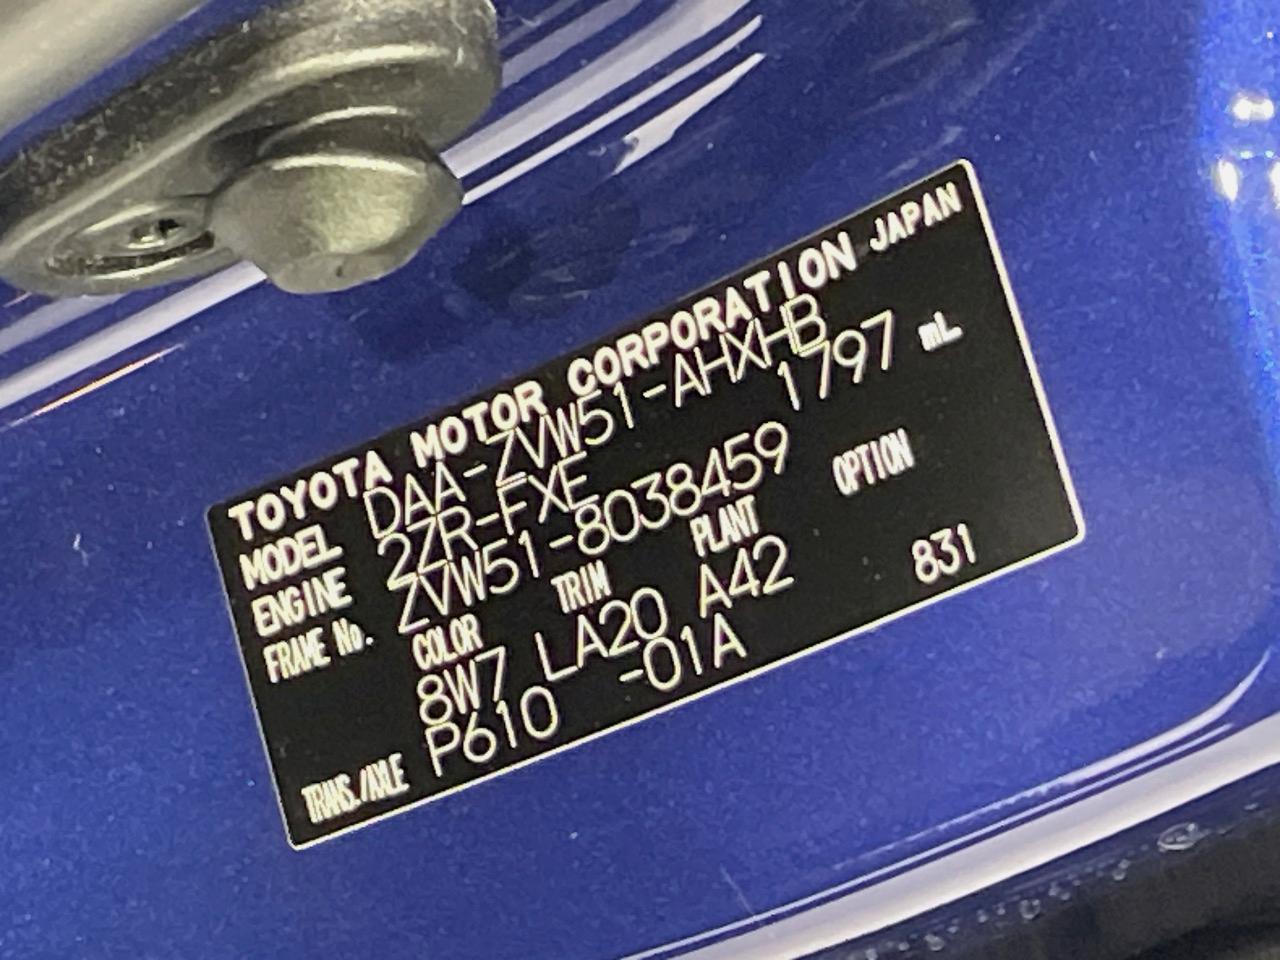 TOYOTA MOTOR CORPORATION JAPAN
MODEL DAA-ZVW51-AHXHB
ENGINE 2ZR-FXE 1797 mL
FRAME No. ZVW51-8038459
COLOR TRIM PLANT OPTION
8W7 LA20 A42 831
TRANS./AXLE P610 -01A